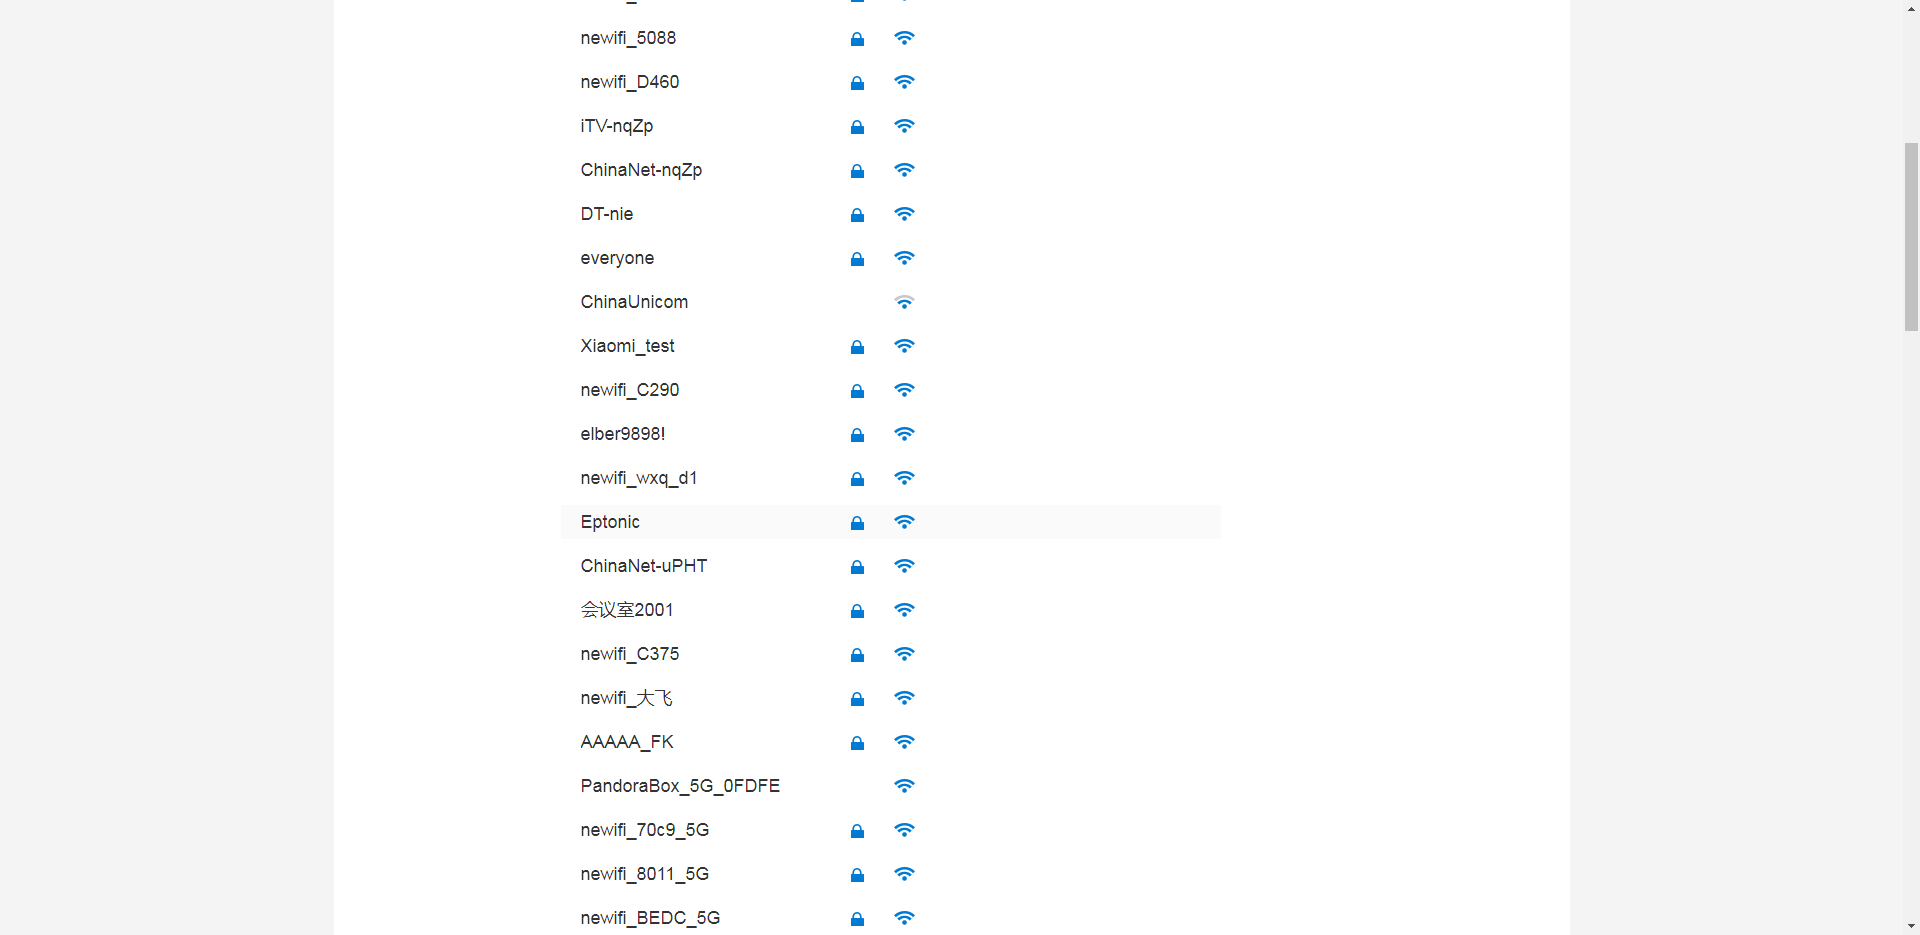 newifi_5088
newifi_D460
iTV-nqZp
ChinaNet-nqZp
DT-nie
everyone
ChinaUnicom
Xiaomi_test
newifi_C290
elber9898!
newifi_wxq_d1
Eptonic
ChinaNet-uPHT
会议室2001
newifi_C375
newifi_大飞
AAAAA_FK
PandoraBox_5G_0FDFE
newifi_70c9_5G
newifi_8011_5G
newifi_BEDC_5G